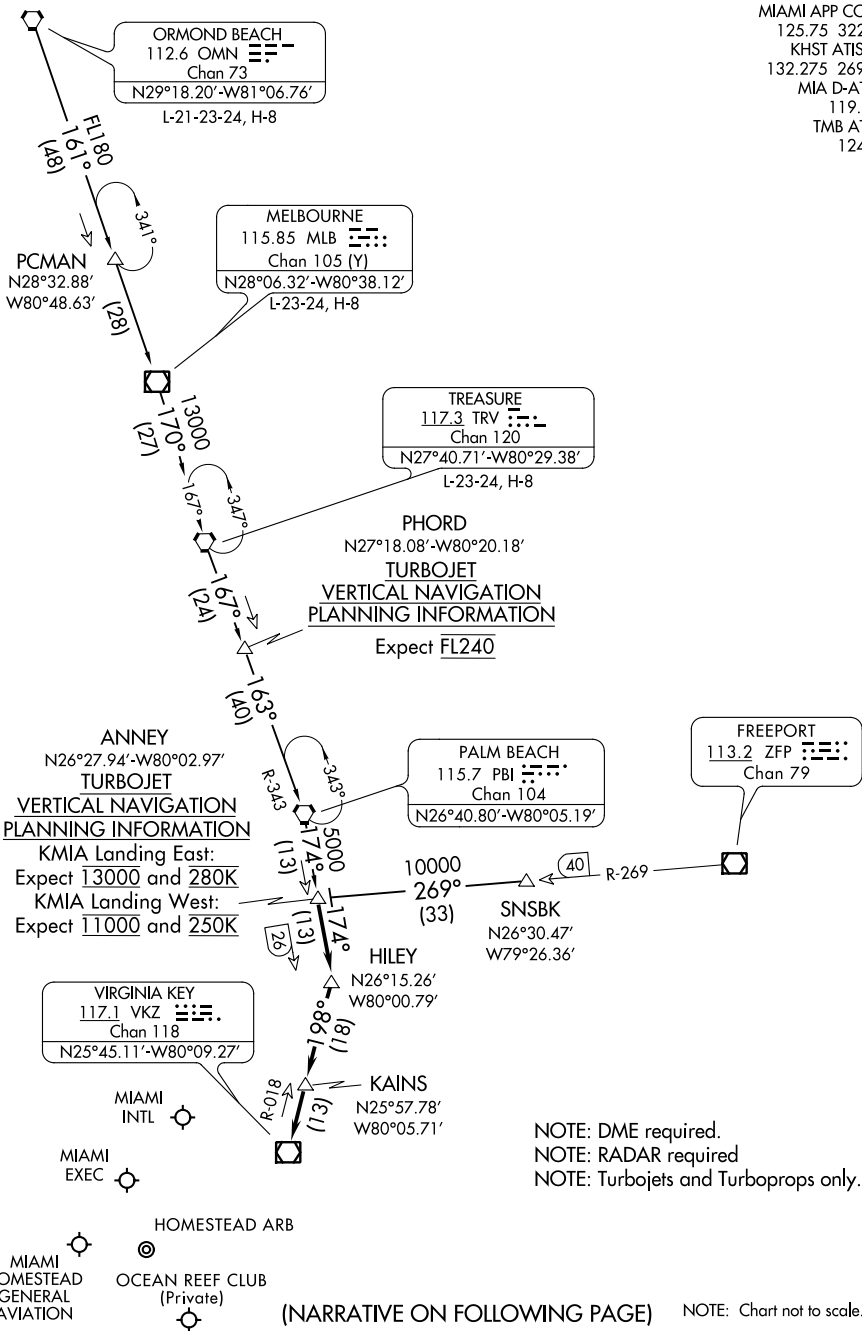 MIAMI APP CO
125.75 322
KHST ATIS
132.275 269
MIA D-AT
119.
TMB AT
124
ORMOND BEACH
112.6 OMN
Chan 73
N29°18.20'-W81°06.76'
L-21-23-24, H-8
FL180
161°
(48)
341°
PCMAN
N28°32.88'
W80°48.63'
(28)
MELBOURNE
115.85 MLB
Chan 105 (Y)
N28°06.32'-W80°38.12'
L-23-24, H-8
13000
170°
(27)
167°
347°
TREASURE
117.3 TRV
Chan 120
N27°40.71'-W80°29.38'
L-23-24, H-8
167°
(24)
PHORD
N27°18.08'-W80°20.18'
TURBOJET
VERTICAL NAVIGATION
PLANNING INFORMATION
Expect FL240
163°
(40)
R-343
343°
PALM BEACH
115.7 PBI
Chan 104
N26°40.80'-W80°05.19'
FREEPORT
113.2 ZFP
Chan 79
ANNEY
N26°27.94'-W80°02.97'
TURBOJET
VERTICAL NAVIGATION
PLANNING INFORMATION
KMIA Landing East:
Expect 13000 and 280K
KMIA Landing West:
Expect 11000 and 250K
5000
174°
(13)
10000
269°
(33)
40
R-269
SNSBK
N26°30.47'
W79°26.36'
174°
(13)
26
HILEY
N26°15.26'
W80°00.79'
198°
(18)
VIRGINIA KEY
117.1 VKZ
Chan 118
N25°45.11'-W80°09.27'
R-018
(13)
KAINS
N25°57.78'
W80°05.71'
MIAMI
INTL
MIAMI
EXEC
NOTE: DME required.
NOTE: RADAR required
NOTE: Turbojets and Turboprops only.
HOMESTEAD ARB
MIAMI
OMESTEAD
GENERAL
AVIATION
OCEAN REEF CLUB
(Private)
(NARRATIVE ON FOLLOWING PAGE)
NOTE: Chart not to scale.